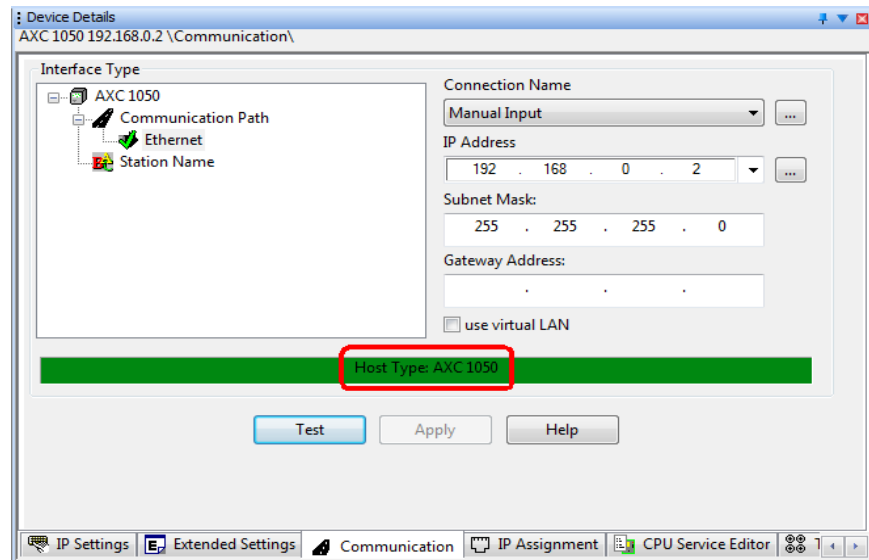 Device Details
AXC 1050 192.168.0.2 \Communication\
Interface Type
AXC 1050
Communication Path
Ethernet
Station Name
Connection Name
Manual Input
...
IP Address
192 . 168 . 0 . 2
...
Subnet Mask:
255 . 255 . 255 . 0
Gateway Address:
. . .
use virtual LAN
Host Type: AXC 1050
Test Apply Help
IP Settings Extended Settings Communication IP Assignment CPU Service Editor